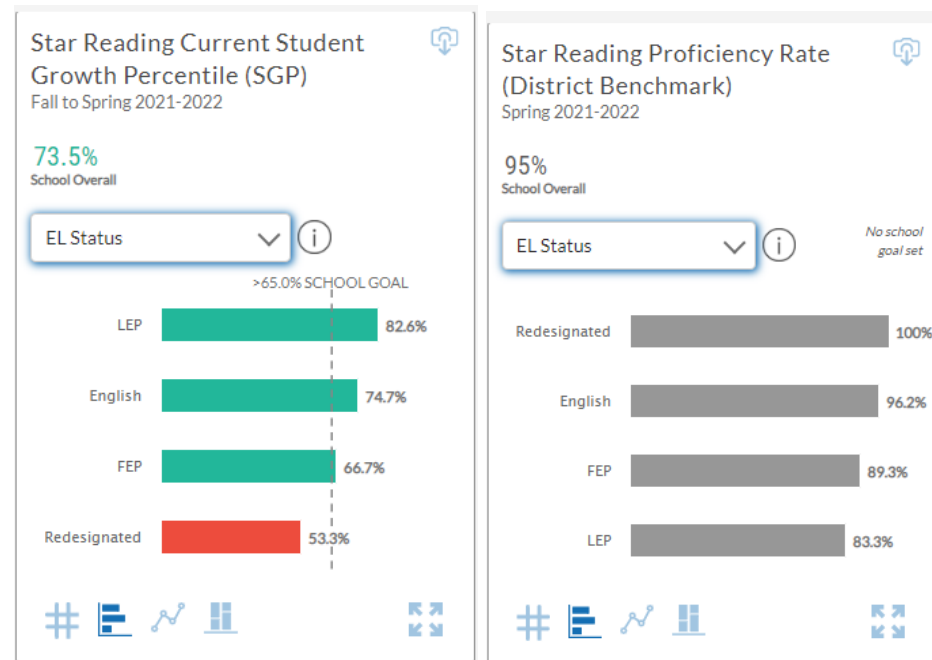 Star Reading Current Student
Growth Percentile (SGP)
Fall to Spring 2021-2022
73.5%
School Overall
EL Status
>65.0% SCHOOL GOAL
LEP 82.6%
English 74.7%
FEP 66.7%
Redesignated 53.3%
Star Reading Proficiency Rate
(District Benchmark)
Spring 2021-2022
95%
School Overall
EL Status
No school
goal set
Redesignated 100%
English 96.2%
FEP 89.3%
LEP 83.3%